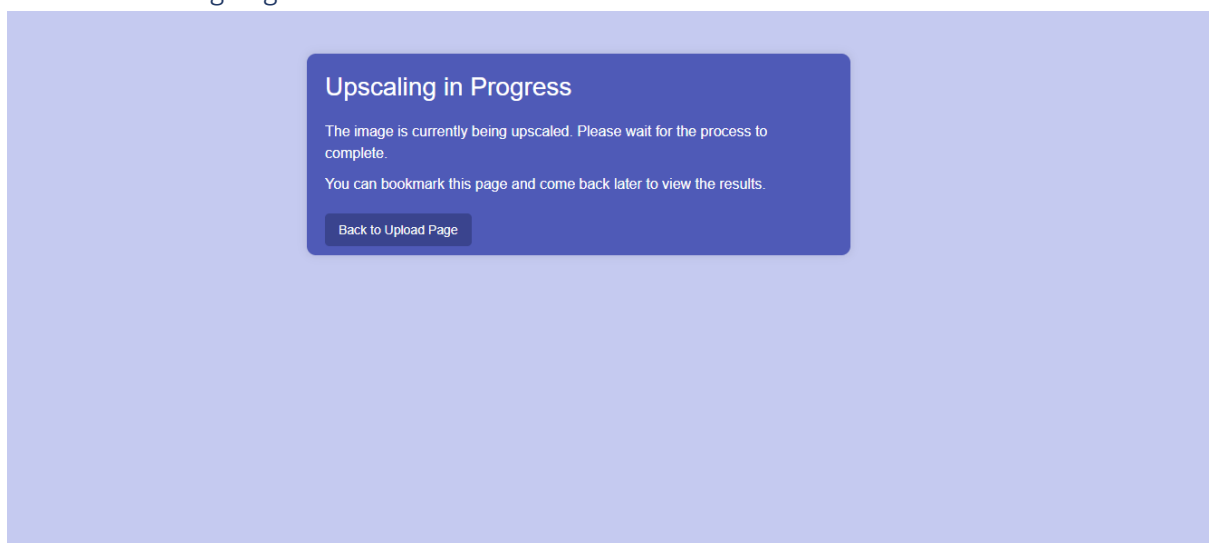 Upscaling in Progress
The image is currently being upscaled. Please wait for the process to
complete.
You can bookmark this page and come back later to view the results.
Back to Upload Page